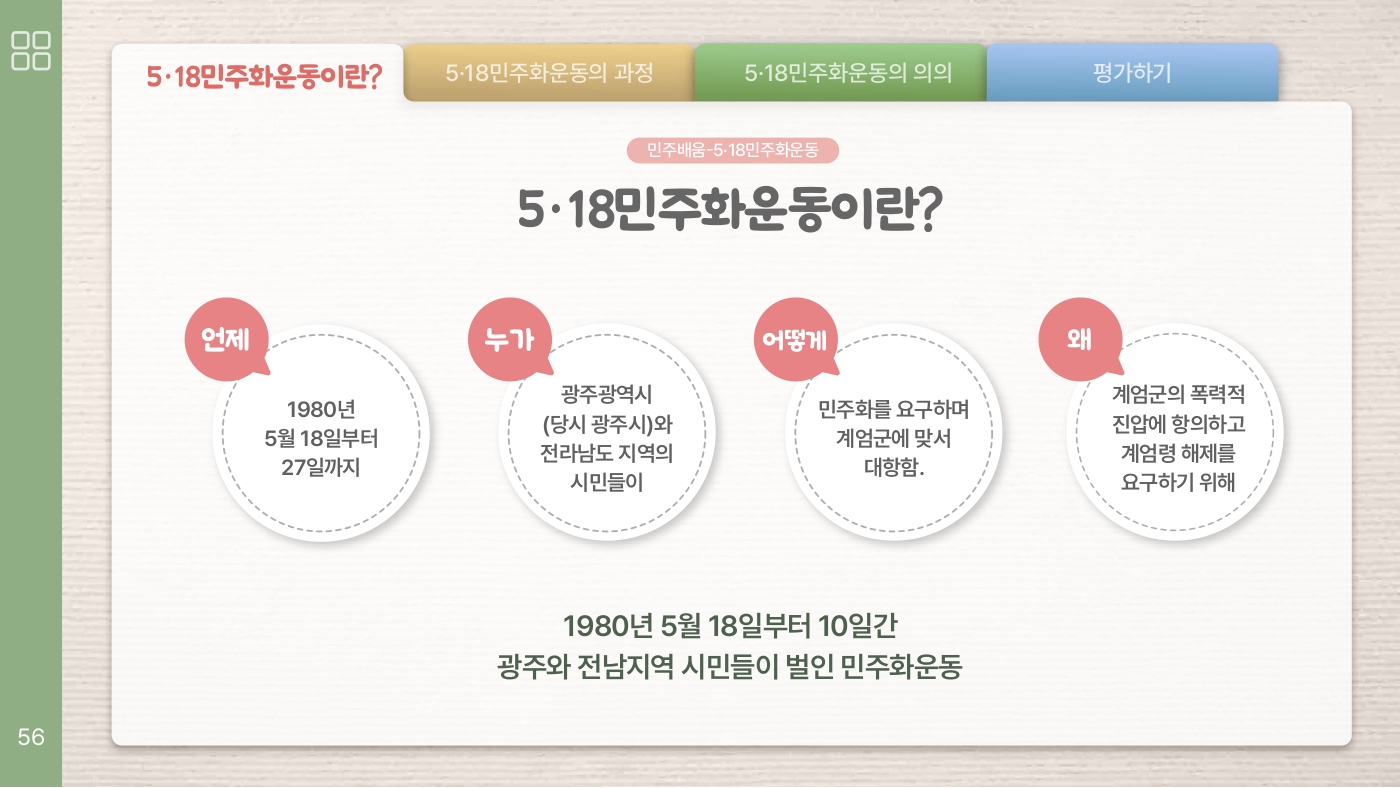 5·18민주화운동이란?
5·18민주화운동의 과정
5·18민주화운동의 의의
평가하기
민주배움-5·18민주화운동
5·18민주화운동이란?
언제
1980년
5월 18일부터
27일까지
누가
광주광역시
(당시 광주시)와
전라남도 지역의
시민들이
어떻게
민주화를 요구하며
계엄군에 맞서
대항함.
왜
계엄군의 폭력적
진압에 항의하고
계엄령 해제를
요구하기 위해
1980년 5월 18일부터 10일간
광주와 전남지역 시민들이 벌인 민주화운동
56